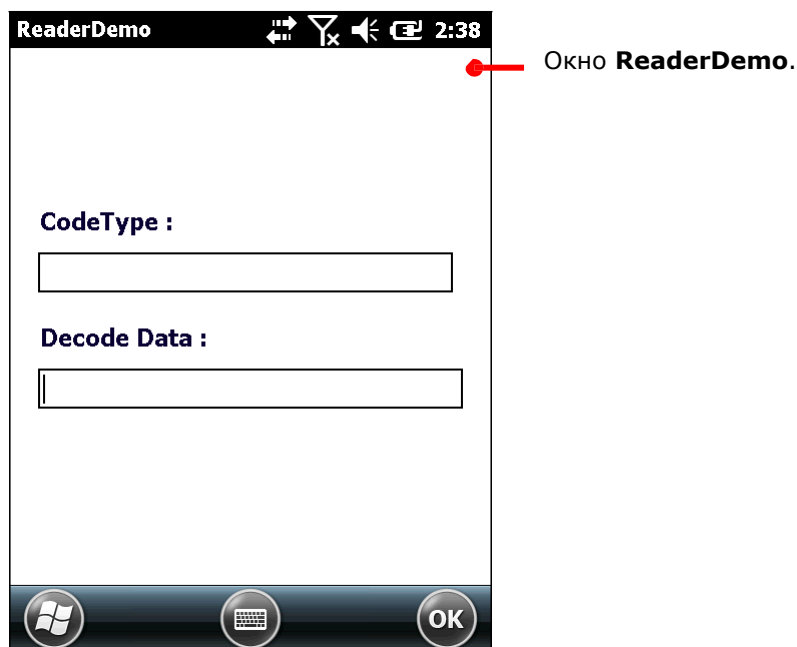 ReaderDemo 2:38
Окно ReaderDemo.
CodeType :
Decode Data :
OK